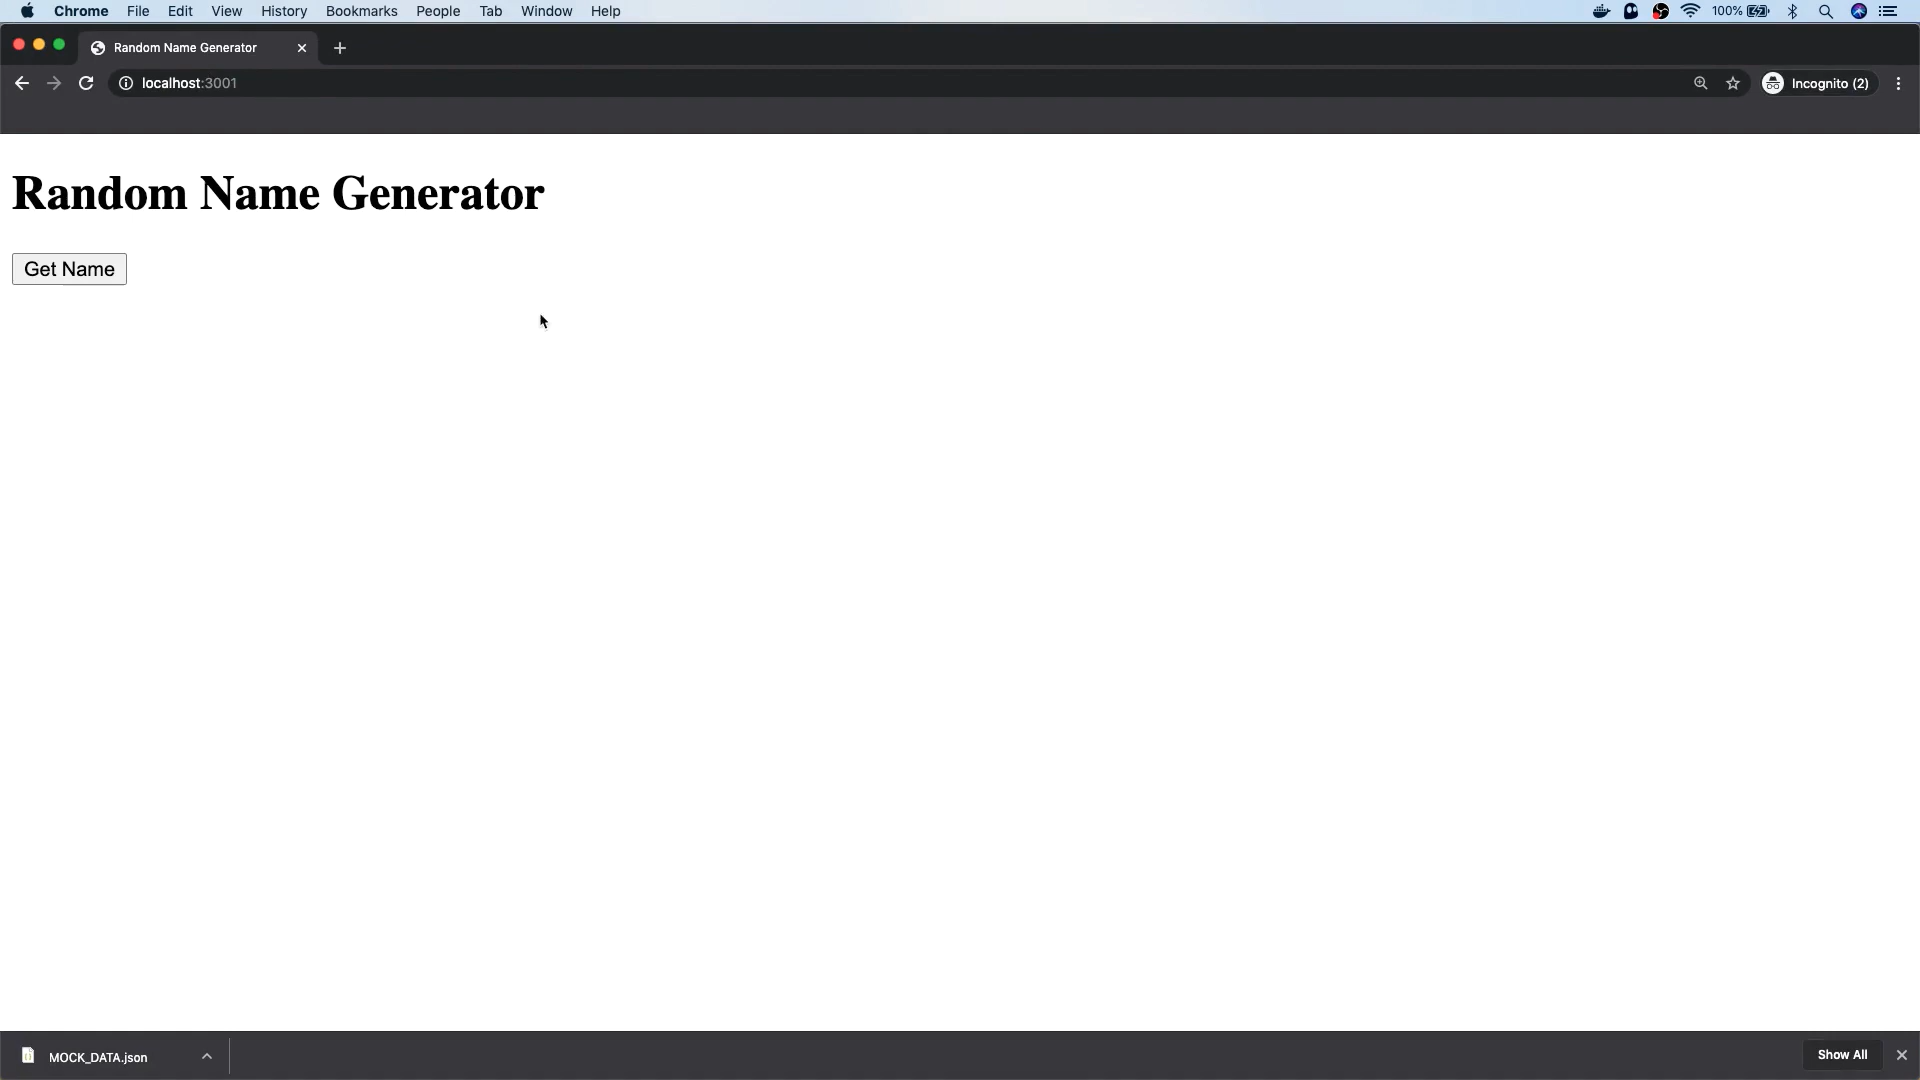 Chrome File Edit View History Bookmarks People Tab Window Help 100%
Random Name Generator
localhost:3001 Incognito (2)
Random Name Generator
Get Name
MOCK_DATA.json Show All